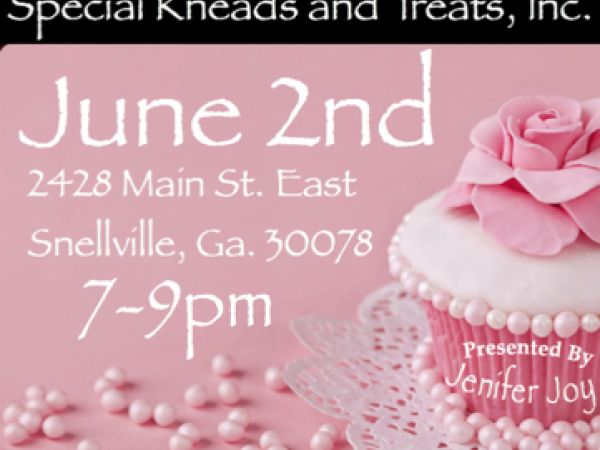 Special Kneads and Treats, Inc.
June 2nd
2428 Main St. East
Snellville, Ga. 30078
7-9pm
Presented By
Jenifer Joy